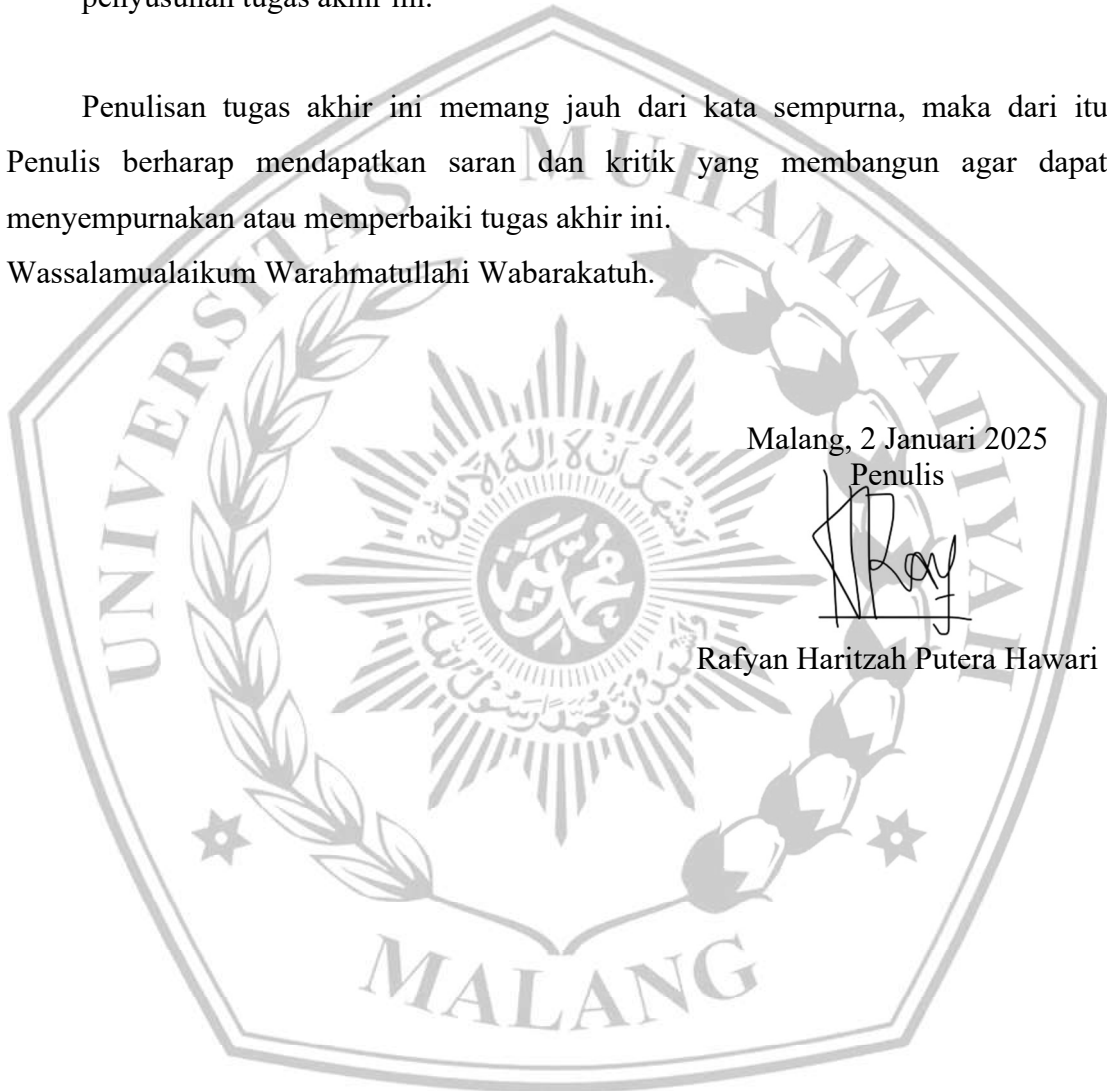 penyusunan tugas akhir ini.
Penulisan tugas akhir ini memang jauh dari kata sempurna, maka dari itu
Penulis berharap mendapatkan saran dan kritik yang membangun agar dapat
menyempurnakan atau memperbaiki tugas akhir ini.
Wassalamualaikum Warahmatullahi Wabarakatuh.
Malang, 2 Januari 2025
Penulis
Rafyan Haritzah Putera Hawari
UNIVERSITAS MUHAMMADIYAH
MALANG